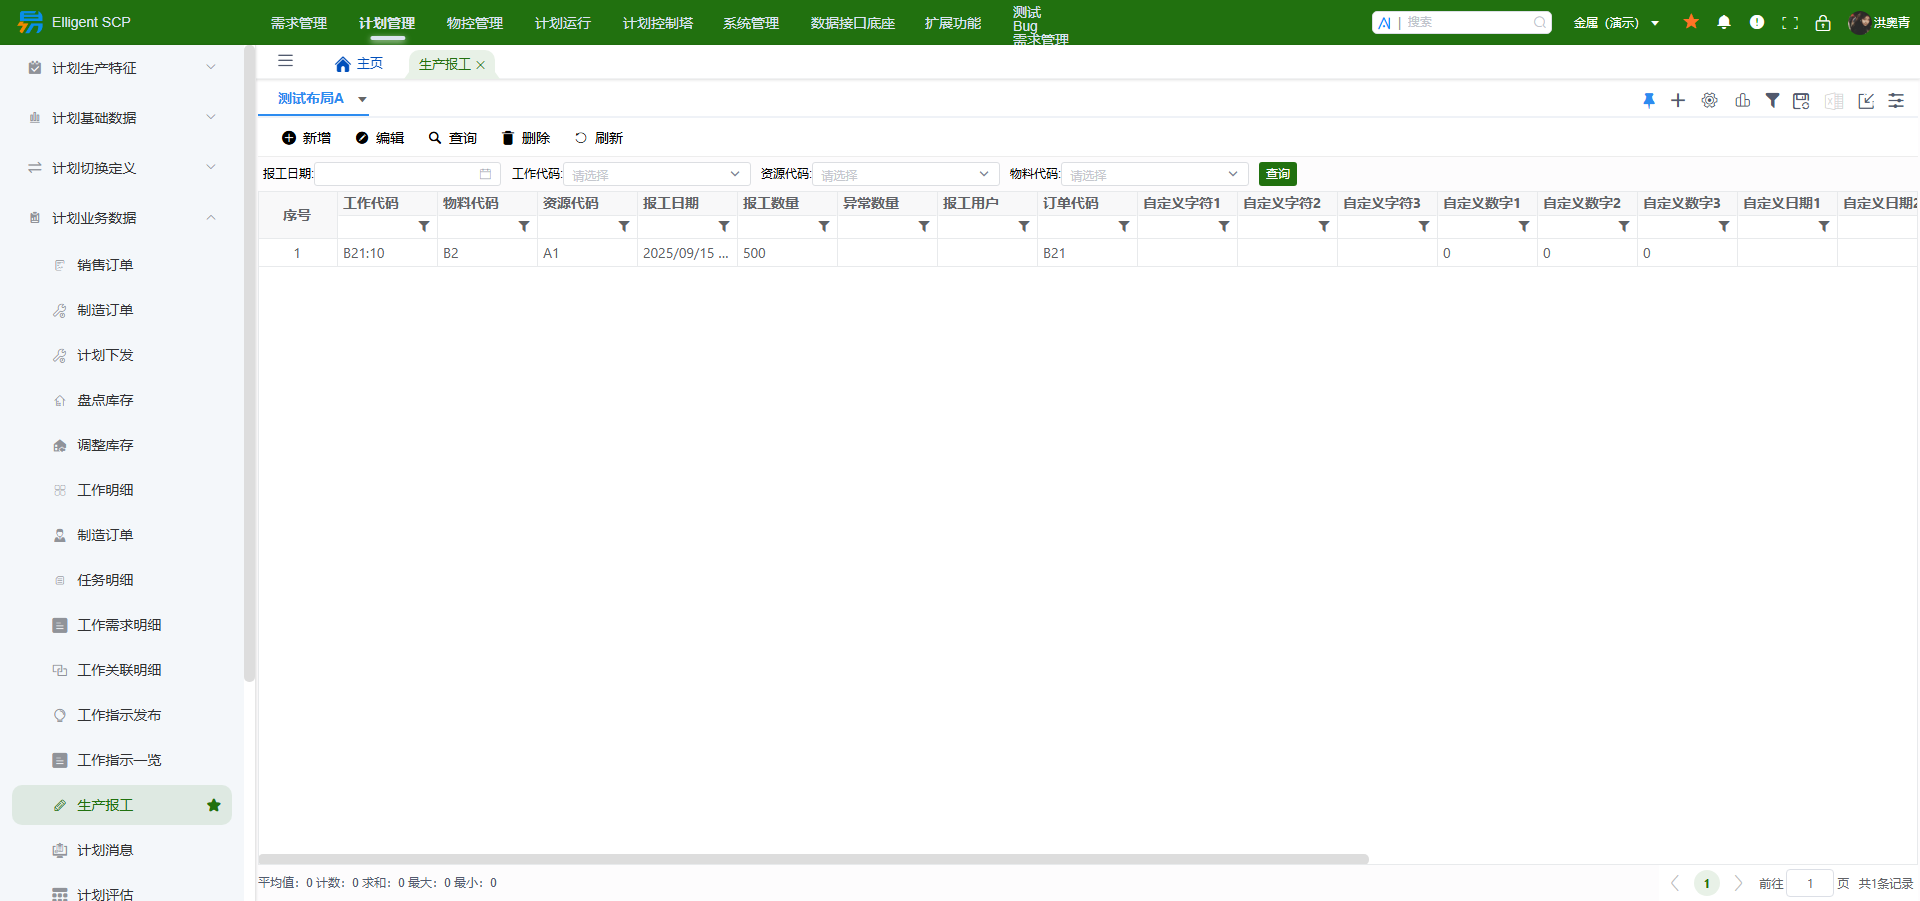 Elligent SCP
需求管理 计划管理 物控管理 计划运行 计划控制塔 系统管理 数据接口底座 扩展功能
测试
Bug
需求管理
搜索
金属（演示）
洪奥青
计划生产特征
计划基础数据
计划切换定义
计划业务数据
销售订单
制造订单
计划下发
盘点库存
调整库存
工作明细
制造订单
任务明细
工作需求明细
工作关联明细
工作指示发布
工作指示一览
生产报工
计划消息
计划评估
主页 生产报工
测试布局A
新增 编辑 查询 删除 刷新
报工日期: 工作代码: 请选择 资源代码: 请选择 物料代码: 请选择 查询
序号 工作代码 物料代码 资源代码 报工日期 报工数量 异常数量 报工用户 订单代码 自定义字符1 自定义字符2 自定义字符3 自定义数字1 自定义数字2 自定义数字3 自定义日期1 自定义日期2
1 B21:10 B2 A1 2025/09/15 ... 500 B21 0 0 0
平均值：0 计数：0 求和：0 最大：0 最小：0
1 前往 1 页 共1条记录